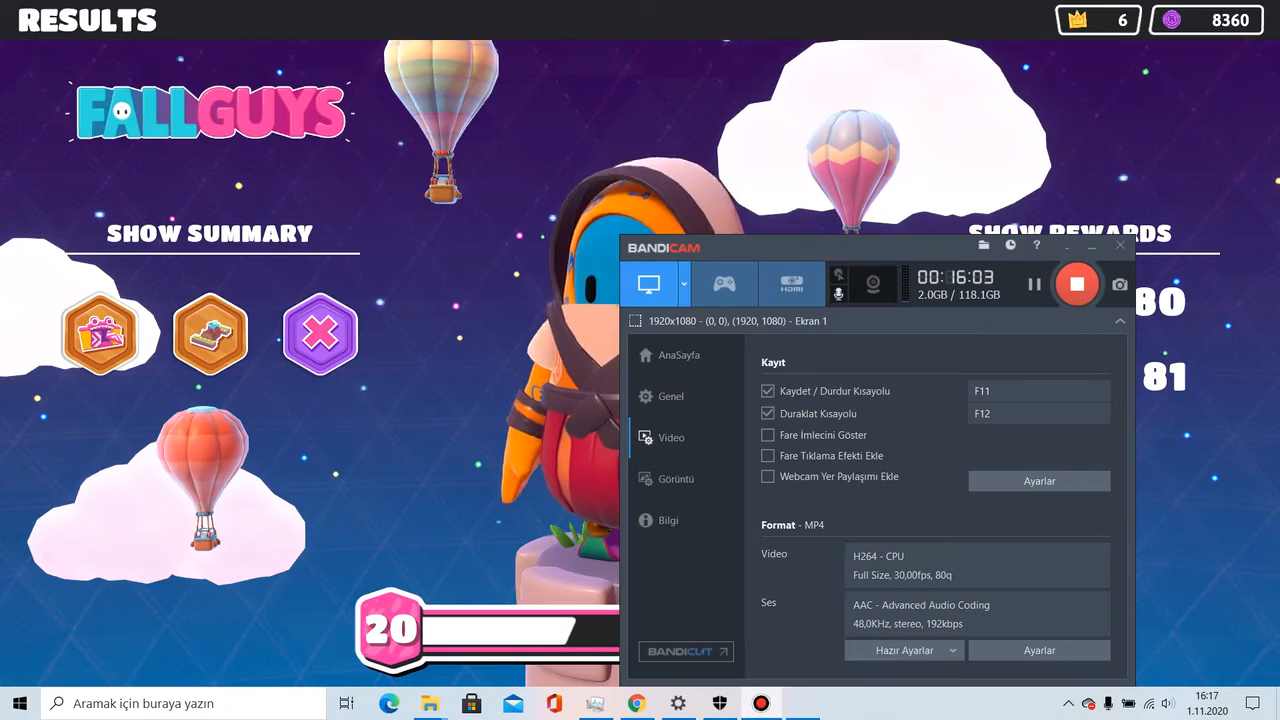 RESULTS
6
8360
FALLGUYS
SHOW SUMMARY
SHOW REWARDS
80
81
20
BANDICAM
?
HDMI
00:16:03
2.0GB / 118.1GB
1920x1080 - (0, 0), (1920, 1080) - Ekran 1
AnaSayfa
Genel
Video
Görüntü
Bilgi
BANDICUT
Kayıt
Kaydet / Durdur Kısayolu
F11
Duraklat Kısayolu
F12
Fare İmlecini Göster
Fare Tıklama Efekti Ekle
Webcam Yer Paylaşımı Ekle
Ayarlar
Format - MP4
Video
H264 - CPU
Full Size, 30,00fps, 80q
Ses
AAC - Advanced Audio Coding
48,0KHz, stereo, 192kbps
Hazır Ayarlar
Ayarlar
Aramak için buraya yazın
16:17
1.11.2020